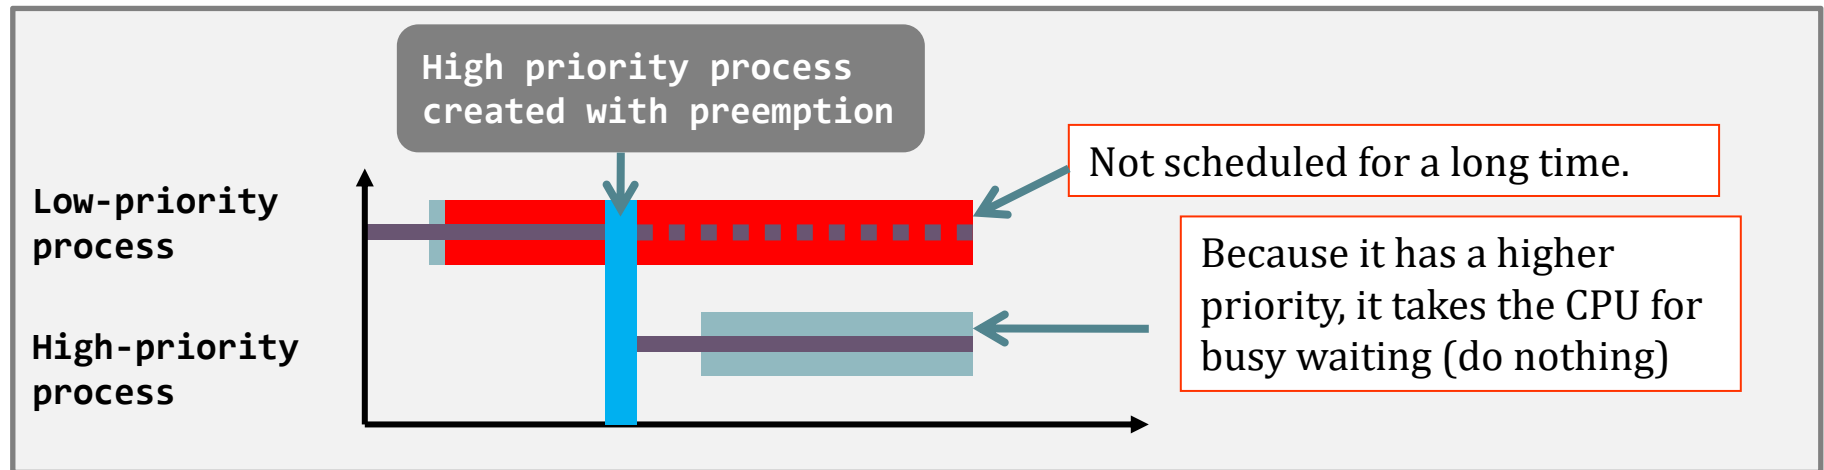 High priority process
created with preemption
Not scheduled for a long time.
Low-priority
process
Because it has a higher
priority, it takes the CPU for
busy waiting (do nothing)
High-priority
process